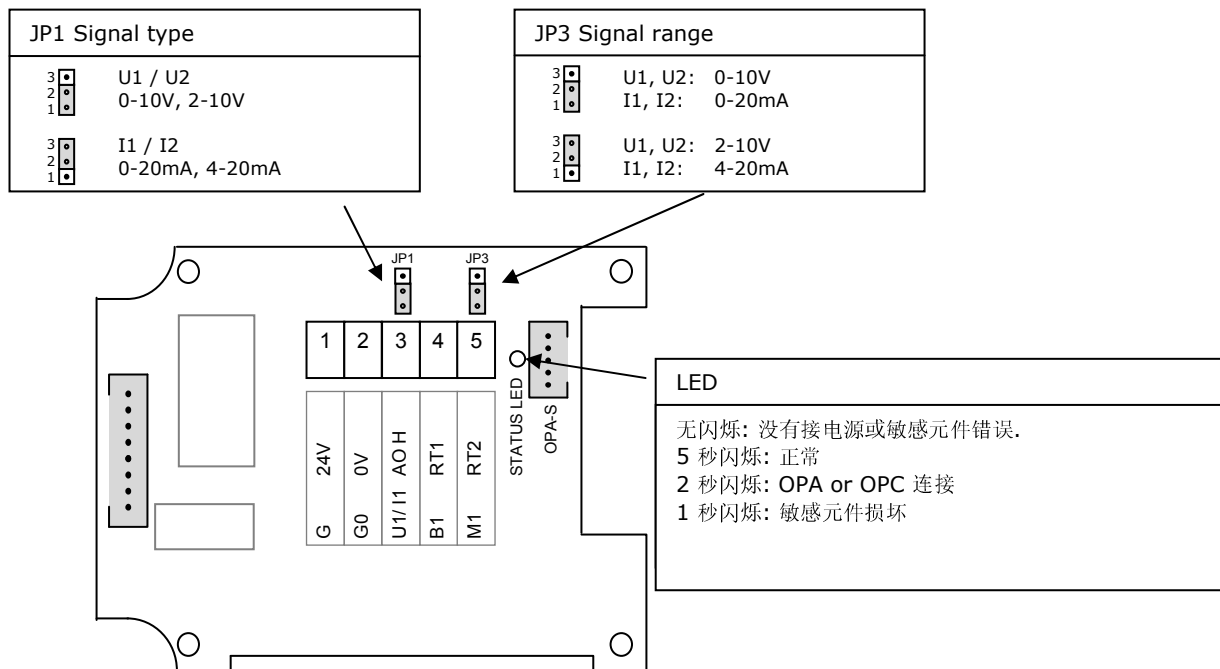 JP1 Signal type
3
2
1
U1 / U2
0-10V, 2-10V
3
2
1
I1 / I2
0-20mA, 4-20mA
JP3 Signal range
3
2
1
U1, U2: 0-10V
I1, I2: 0-20mA
3
2
1
U1, U2: 2-10V
I1, I2: 4-20mA
JP1
JP3
1 2 3 4 5
G 24V
G0 0V
U1/I1 AO H
B1 RT1
M1 RT2
STATUS LED
OPA-S
LED
无闪烁: 没有接电源或敏感元件错误.
5 秒闪烁: 正常
2 秒闪烁: OPA or OPC 连接
1 秒闪烁: 敏感元件损坏